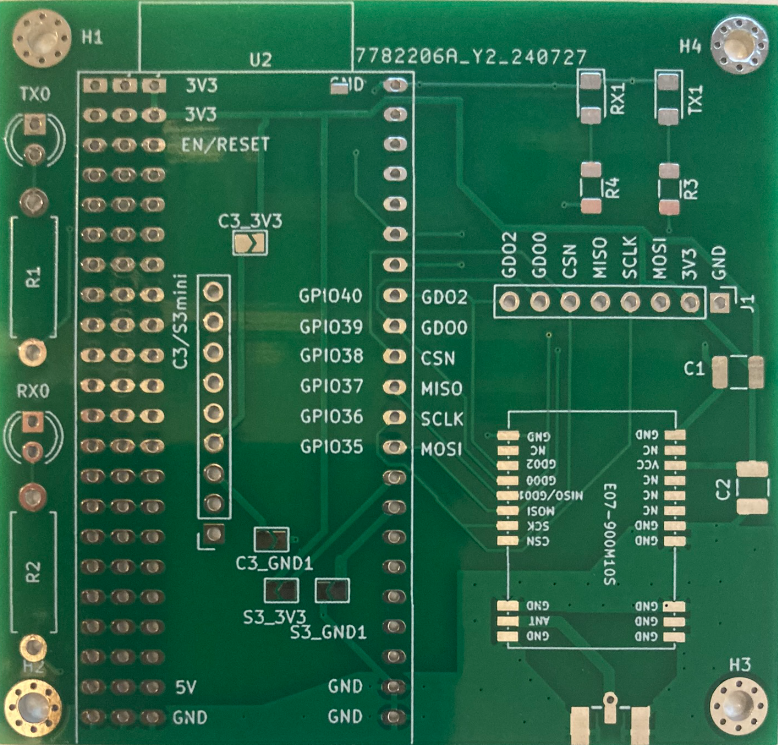 H1
U2
7782206A_Y2_240727
H4
TX0
3V3
GND
RX1
TX1
3V3
EN/RESET
R4
R3
C3_3V3
GDO2
GDO0
CSN
MISO
SCLK
MOSI
3V3
GND
J1
R1
C3/S3mini
GPIO40
GDO2
GPIO39
GDO0
GPIO38
CSN
GPIO37
MISO
GPIO36
SCLK
GPIO35
MOSI
C1
RX0
GND
NC
GDO2
GDO0
MISO/GDO1
MOSI
SCK
CSN
GND
NC
VCC
NC
NC
NC
GND
GND
E07-900M10S
C2
R2
C3_GND1
S3_3V3
S3_GND1
GND
ANT
GND
GND
GND
GND
H2
5V
GND
H3
GND
GND